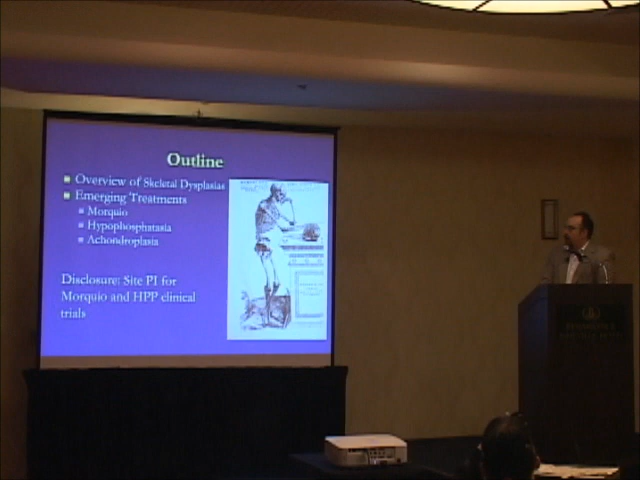 Outline
Overview of Skeletal Dysplasias
Emerging Treatments
Morquio
Hypophosphatasia
Achondroplasia
Disclosure: Site PI for
Morquio and HPP clinical
trials